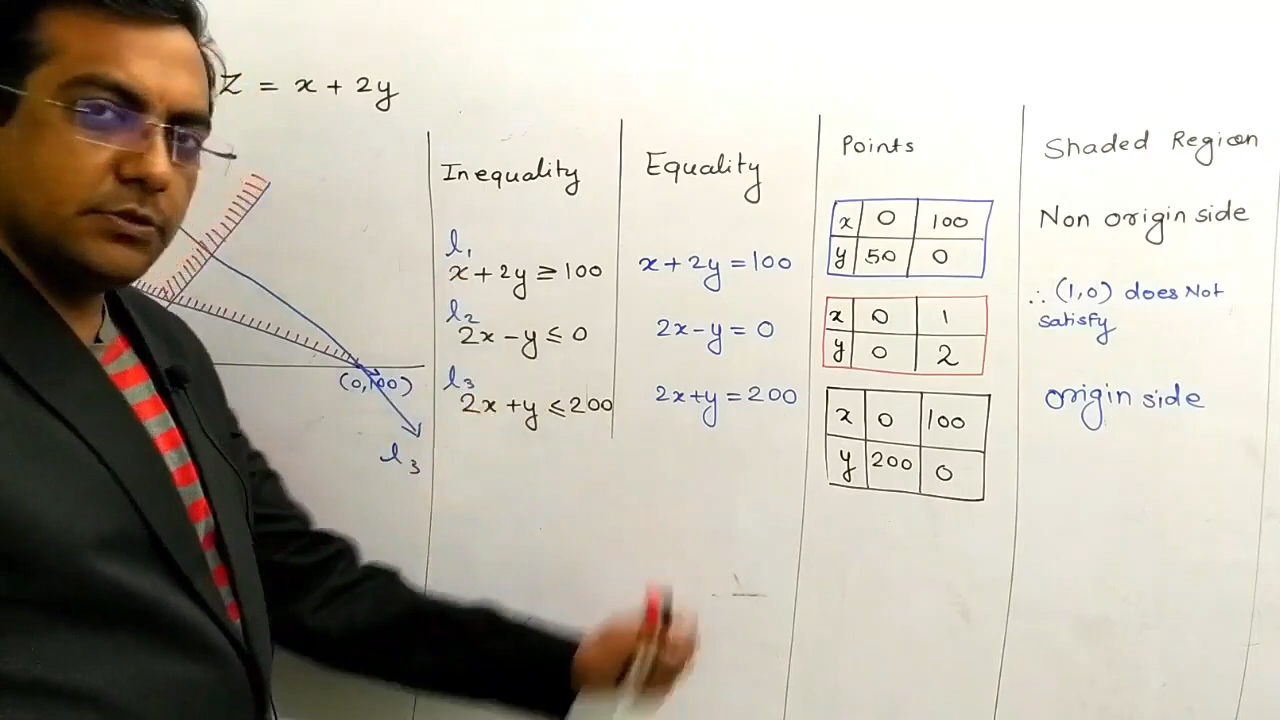 Z = x + 2y
Inequality
Equality
Points
Shaded Region
l₁
x + 2y ≥ 100
x + 2y = 100
x 0 100
y 50 0
Non origin side
l₂
2x - y ≤ 0
2x - y = 0
x 0 1
y 0 2
∴ (1,0) does Not
satisfy
l₃
2x + y ≤ 200
2x + y = 200
x 0 100
y 200 0
origin side
(0,100)
l₃